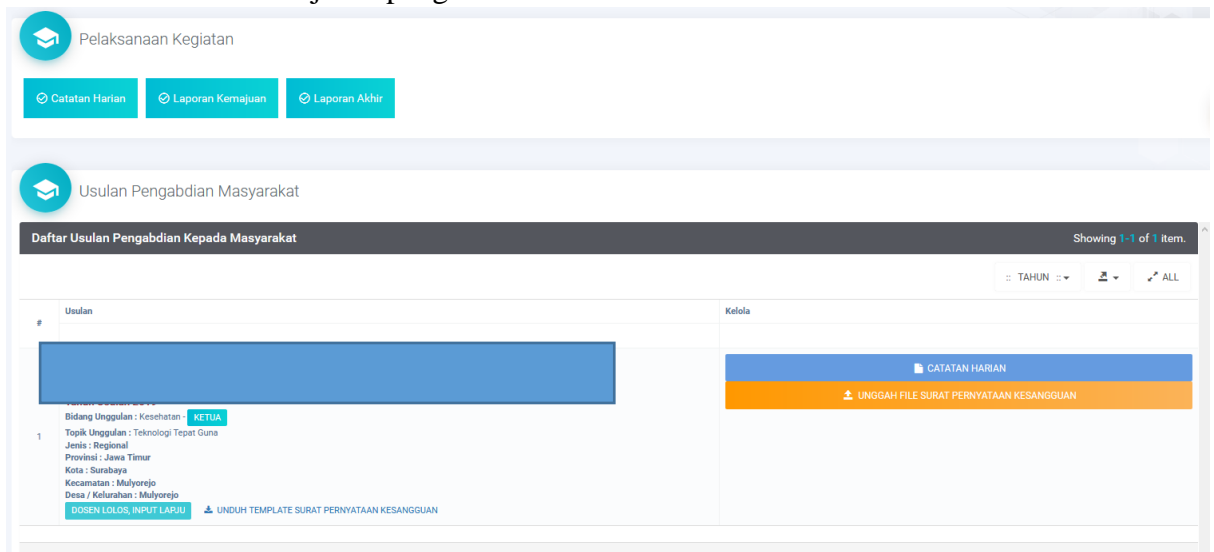 Pelaksanaan Kegiatan
Catatan Harian
Laporan Kemajuan
Laporan Akhir
Usulan Pengabdian Masyarakat
Daftar Usulan Pengabdian Kepada Masyarakat
Showing 1-1 of 1 item.
:: TAHUN ::
ALL
#
Usulan
Kelola
CATATAN HARIAN
UNGGAH FILE SURAT PERNYATAAN KESANGGUAN
1
Bidang Unggulan : Kesehatan - KETUA
Topik Unggulan : Teknologi Tepat Guna
Jenis : Regional
Provinsi : Jawa Timur
Kota : Surabaya
Kecamatan : Mulyorejo
Desa / Kelurahan : Mulyorejo
DOSEN LOLOS, INPUT LAPJU
UNDUH TEMPLATE SURAT PERNYATAAN KESANGGUAN